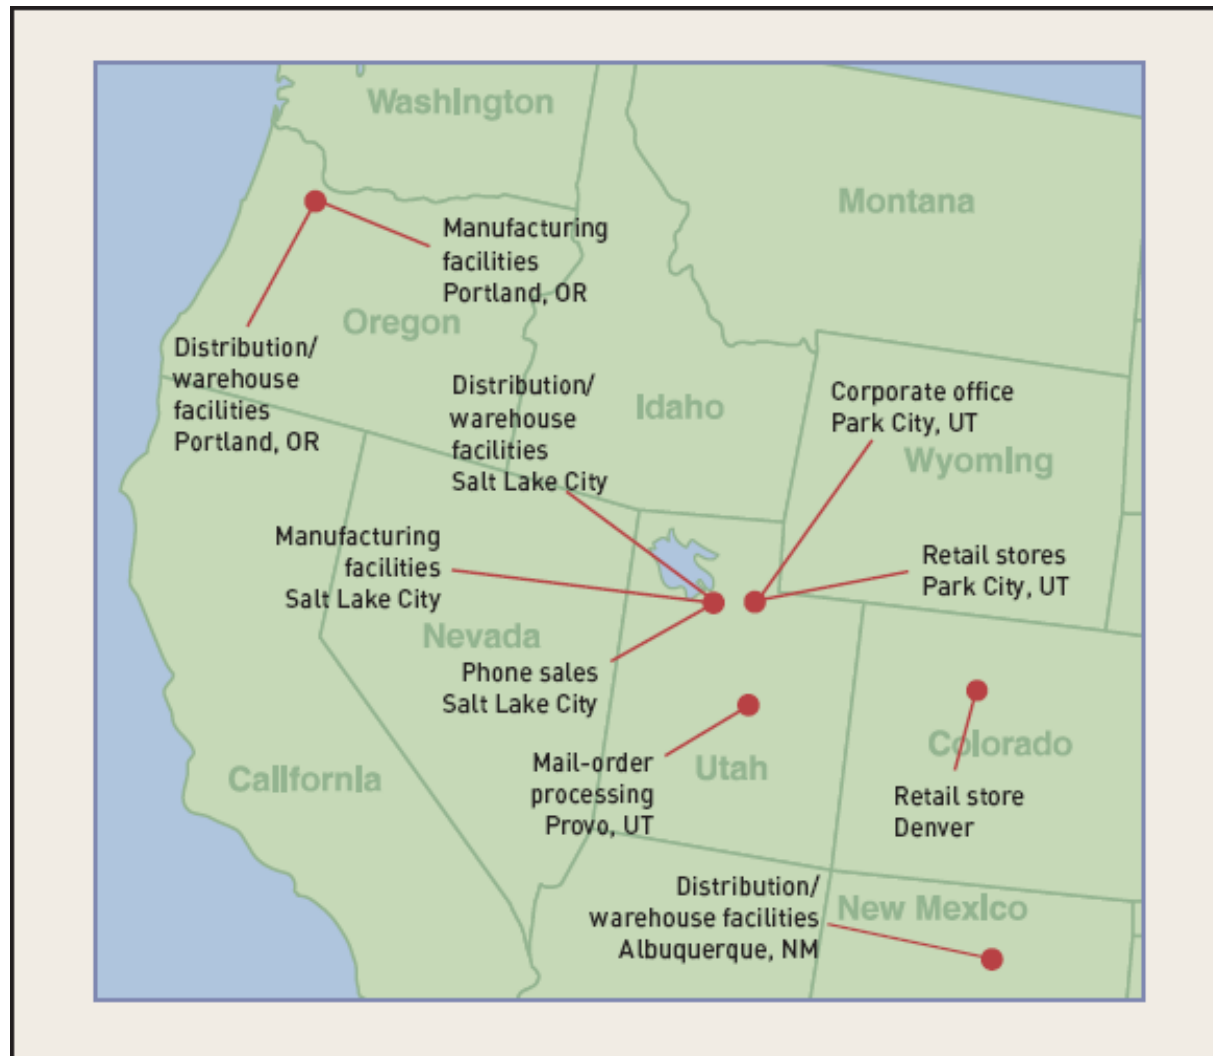 Washington
Montana
Manufacturing
facilities
Portland, OR
Oregon
Distribution/
warehouse
facilities
Portland, OR
Distribution/
warehouse
facilities
Salt Lake City
Idaho
Corporate office
Park City, UT
Wyoming
Manufacturing
facilities
Salt Lake City
Retail stores
Park City, UT
Nevada
Phone sales
Salt Lake City
California
Mail-order
processing
Provo, UT
Utah
Colorado
Retail store
Denver
Distribution/
warehouse facilities
Albuquerque, NM
New Mexico